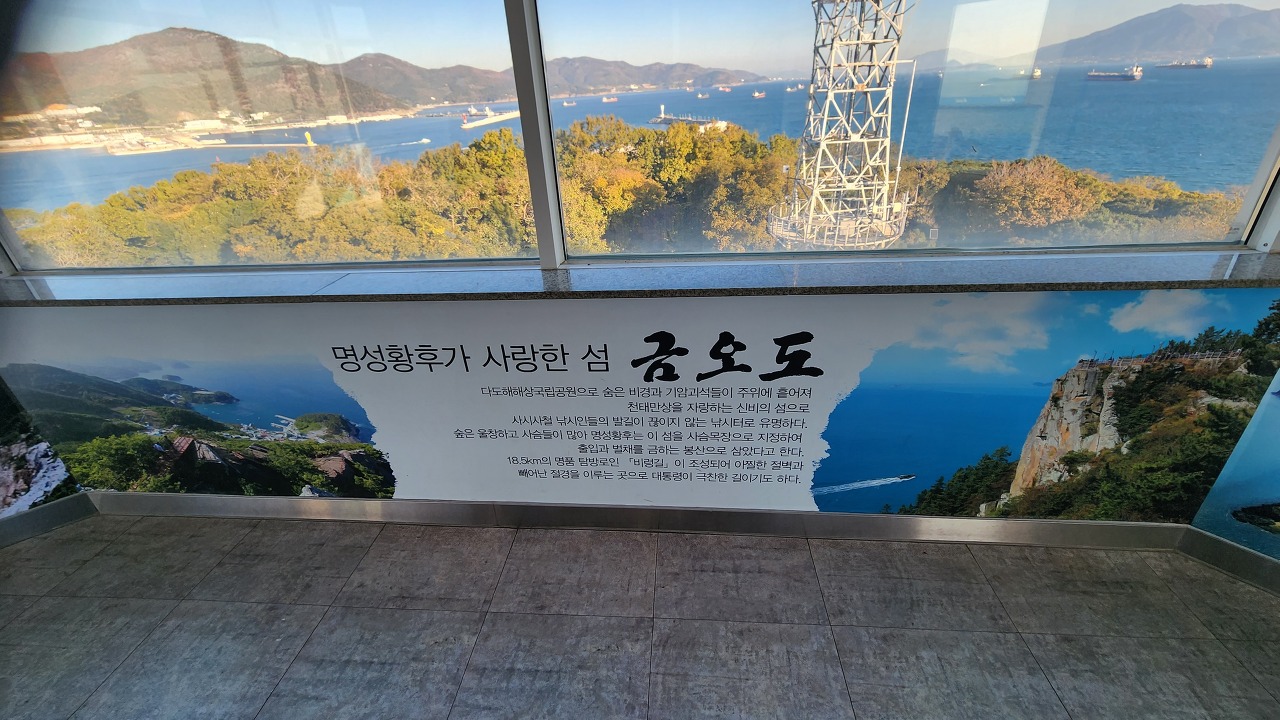 명성황후가 사랑한 섬 금오도
다도해해상국립공원으로 숨은 비경과 기암괴석들이 주위에 흩어져
천태만상을 자랑하는 신비의 섬으로
사시사철 낚시인들의 발길이 끊이지 않는 낚시터로 유명하다.
숲은 울창하고 사슴들이 많아 명성황후는 이 섬을 사슴목장으로 지정하여
출입과 벌채를 금하는 봉산으로 삼았다고 한다.
18.5km의 명품 탐방로인 「비렁길」이 조성되어 아찔한 절벽과
빼어난 절경을 이루는 곳으로 대통령이 극찬한 길이기도 하다.